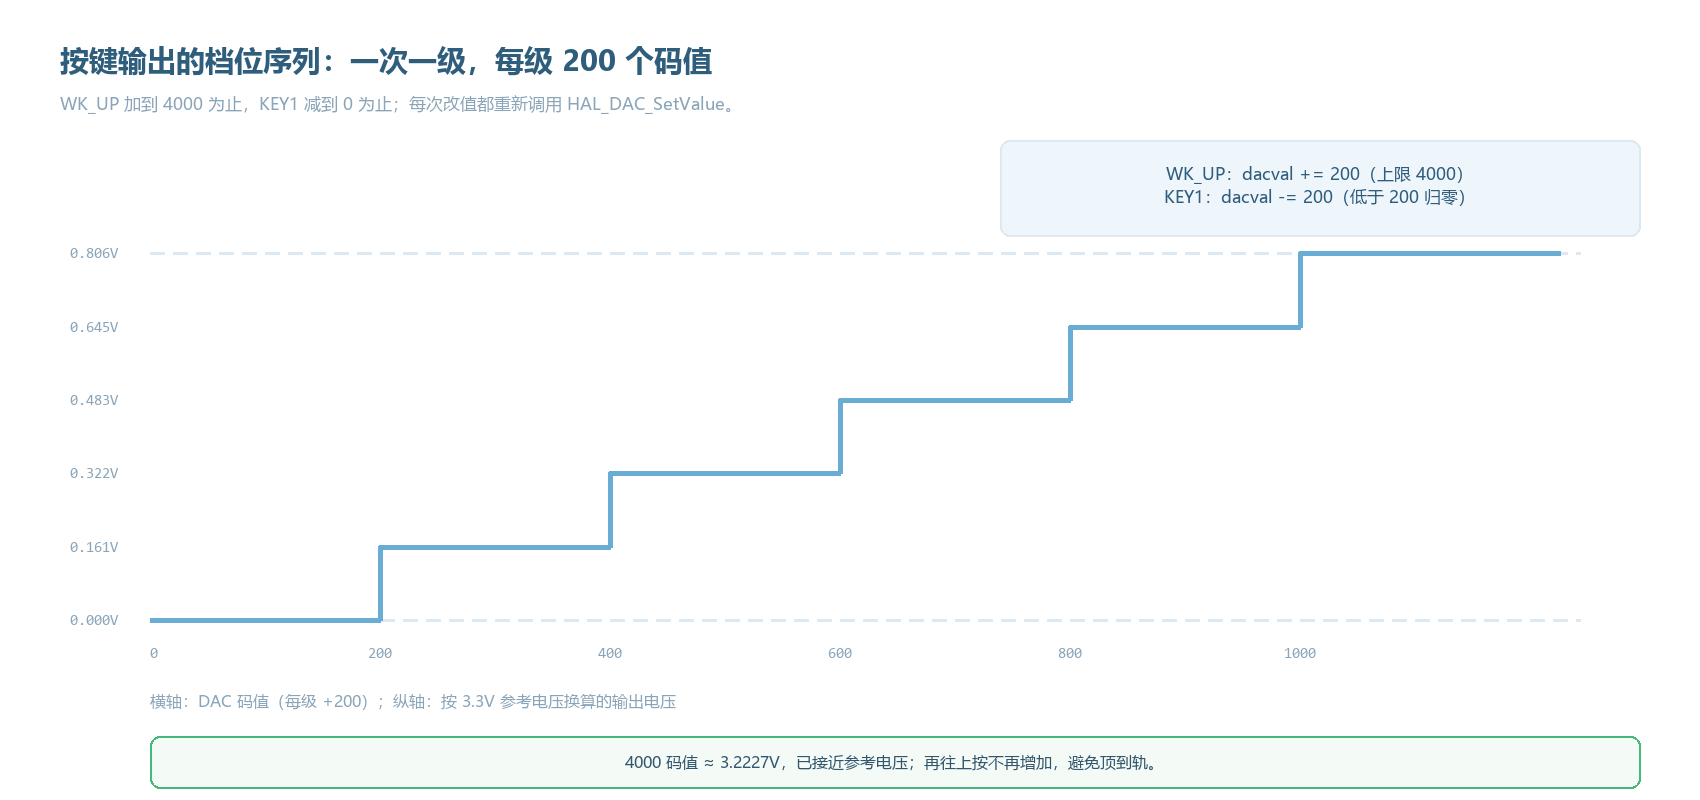 按键输出的档位序列：一次一级，每级 200 个码值
WK_UP 加到 4000 为止，KEY1 减到 0 为止；每次改值都重新调用 HAL_DAC_SetValue。
WK_UP：dacval += 200（上限 4000）
KEY1：dacval -= 200（低于 200 归零）
0.806V
0.645V
0.483V
0.322V
0.161V
0.000V
0 200 400 600 800 1000
横轴：DAC 码值（每级 +200）；纵轴：按 3.3V 参考电压换算的输出电压
4000 码值 ≈ 3.2227V，已接近参考电压；再往上按不再增加，避免顶到轨。